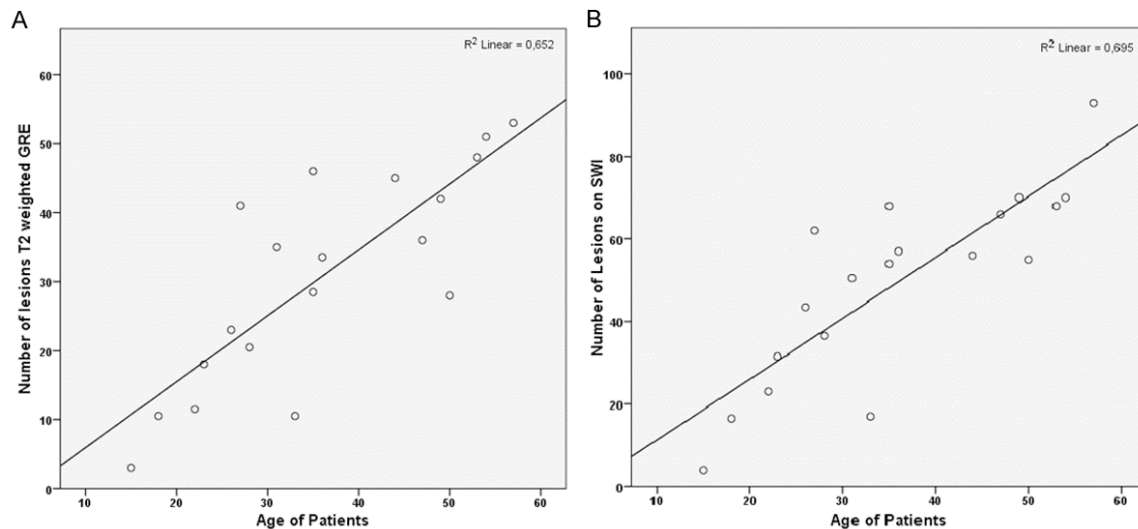 A
R² Linear = 0,652
Number of lesions T2 weighted GRE
60
50
40
30
20
10
0
10 20 30 40 50 60
Age of Patients
B
R² Linear = 0,695
Number of Lesions on SWI
100
80
60
40
20
0
10 20 30 40 50 60
Age of Patients